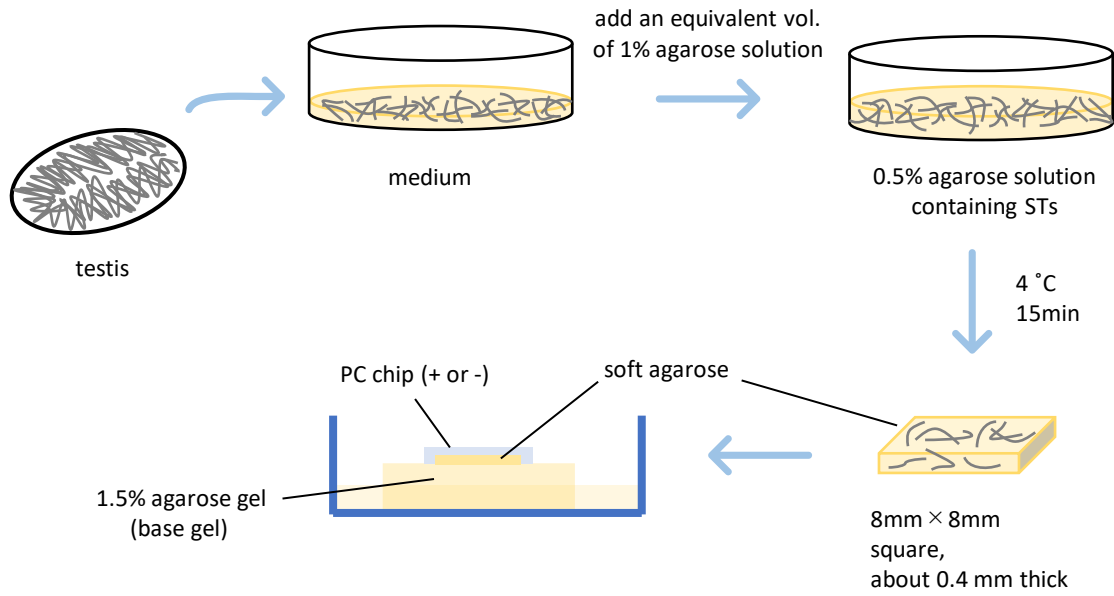 add an equivalent vol.
of 1% agarose solution
testis
medium
0.5% agarose solution
containing STs
4 ˚C
15min
PC chip (+ or -)
soft agarose
1.5% agarose gel
(base gel)
8mm×8mm
square,
about 0.4 mm thick